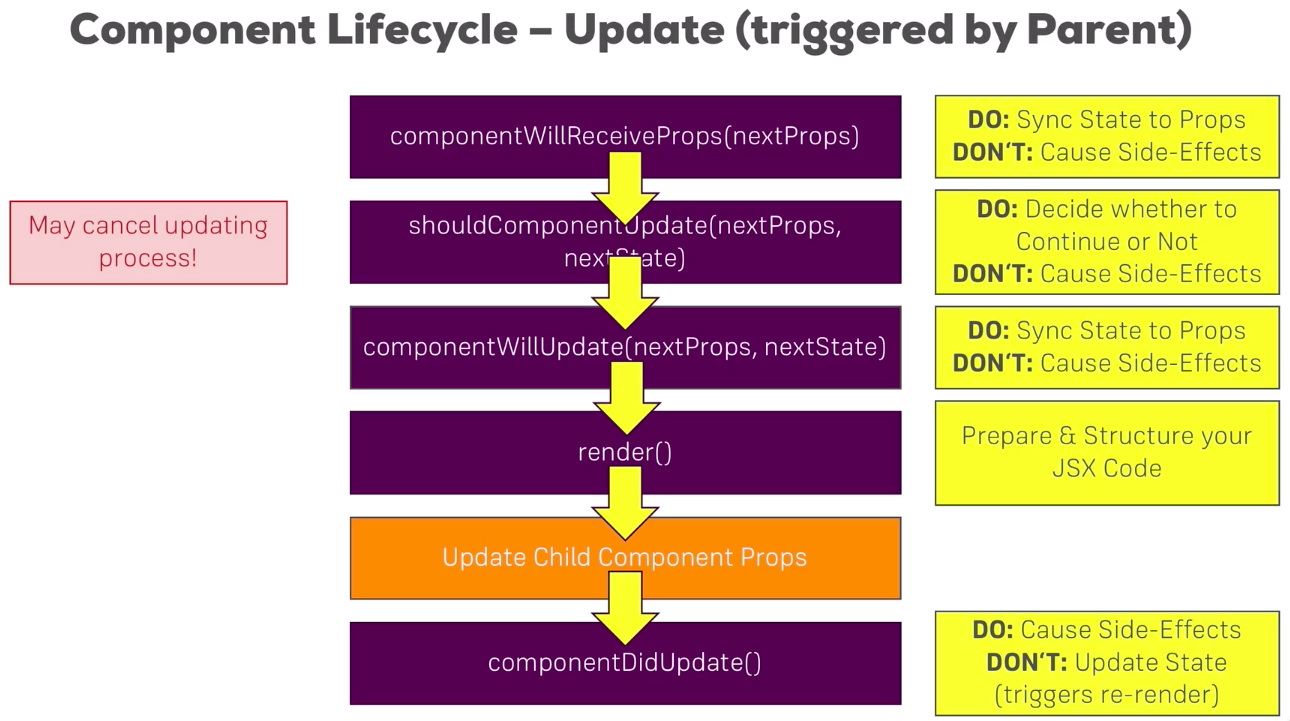 Component Lifecycle – Update (triggered by Parent)
componentWillReceiveProps(nextProps)
DO: Sync State to Props
DON‘T: Cause Side-Effects
May cancel updating
process!
shouldComponentUpdate(nextProps,
nextState)
DO: Decide whether to
Continue or Not
DON‘T: Cause Side-Effects
componentWillUpdate(nextProps, nextState)
DO: Sync State to Props
DON‘T: Cause Side-Effects
render()
Prepare & Structure your
JSX Code
Update Child Component Props
componentDidUpdate()
DO: Cause Side-Effects
DON‘T: Update State
(triggers re-render)